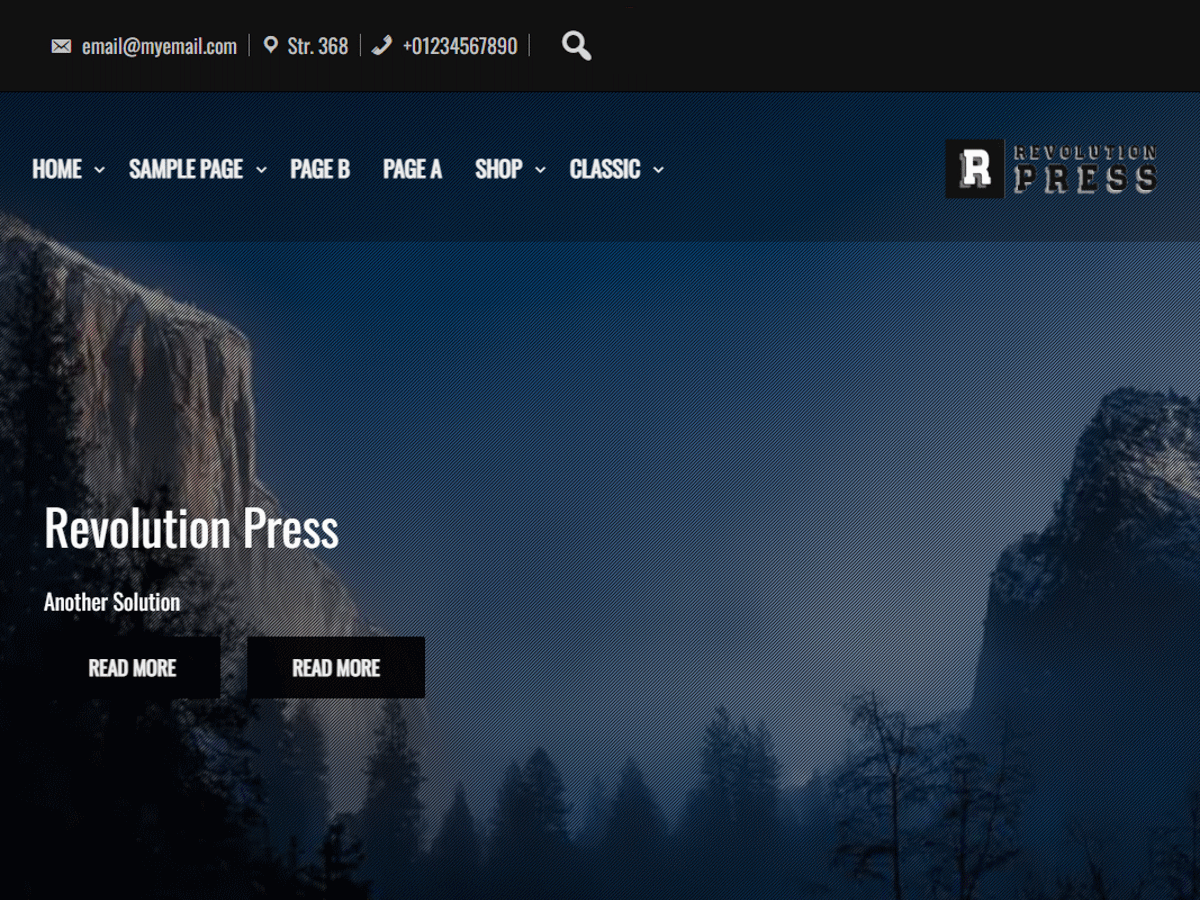 email@myemail.com Str. 368 +01234567890
HOME SAMPLE PAGE PAGE B PAGE A SHOP CLASSIC
R REVOLUTION
PRESS
Revolution Press
Another Solution
READ MORE READ MORE